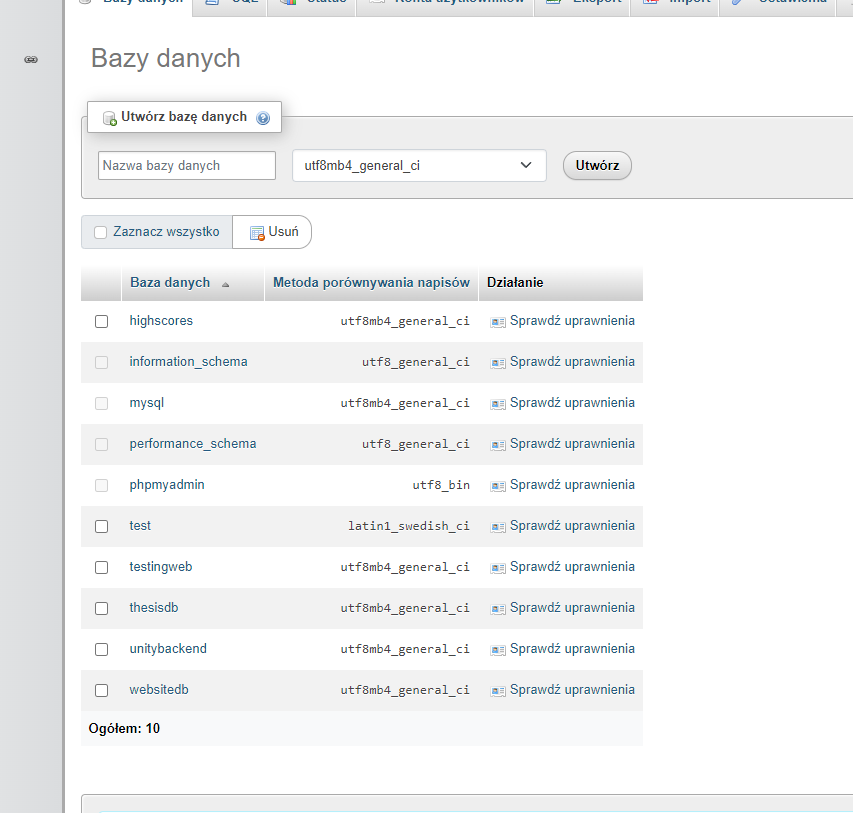 Bazy danych SQL Status Konta użytkowników Eksport Import Ustawienia
Bazy danych
Utwórz bazę danych
Nazwa bazy danych utf8mb4_general_ci Utwórz
Zaznacz wszystko Usuń
Baza danych Metoda porównywania napisów Działanie
highscores utf8mb4_general_ci Sprawdź uprawnienia
information_schema utf8_general_ci Sprawdź uprawnienia
mysql utf8mb4_general_ci Sprawdź uprawnienia
performance_schema utf8_general_ci Sprawdź uprawnienia
phpmyadmin utf8_bin Sprawdź uprawnienia
test latin1_swedish_ci Sprawdź uprawnienia
testingweb utf8mb4_general_ci Sprawdź uprawnienia
thesisdb utf8mb4_general_ci Sprawdź uprawnienia
unitybackend utf8mb4_general_ci Sprawdź uprawnienia
websitedb utf8mb4_general_ci Sprawdź uprawnienia
Ogółem: 10